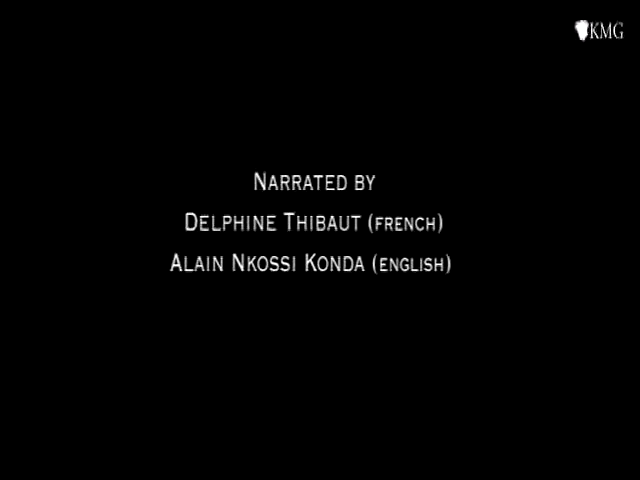 KMG
NARRATED BY
DELPHINE THIBAUT (FRENCH)
ALAIN NKOSSI KONDA (ENGLISH)